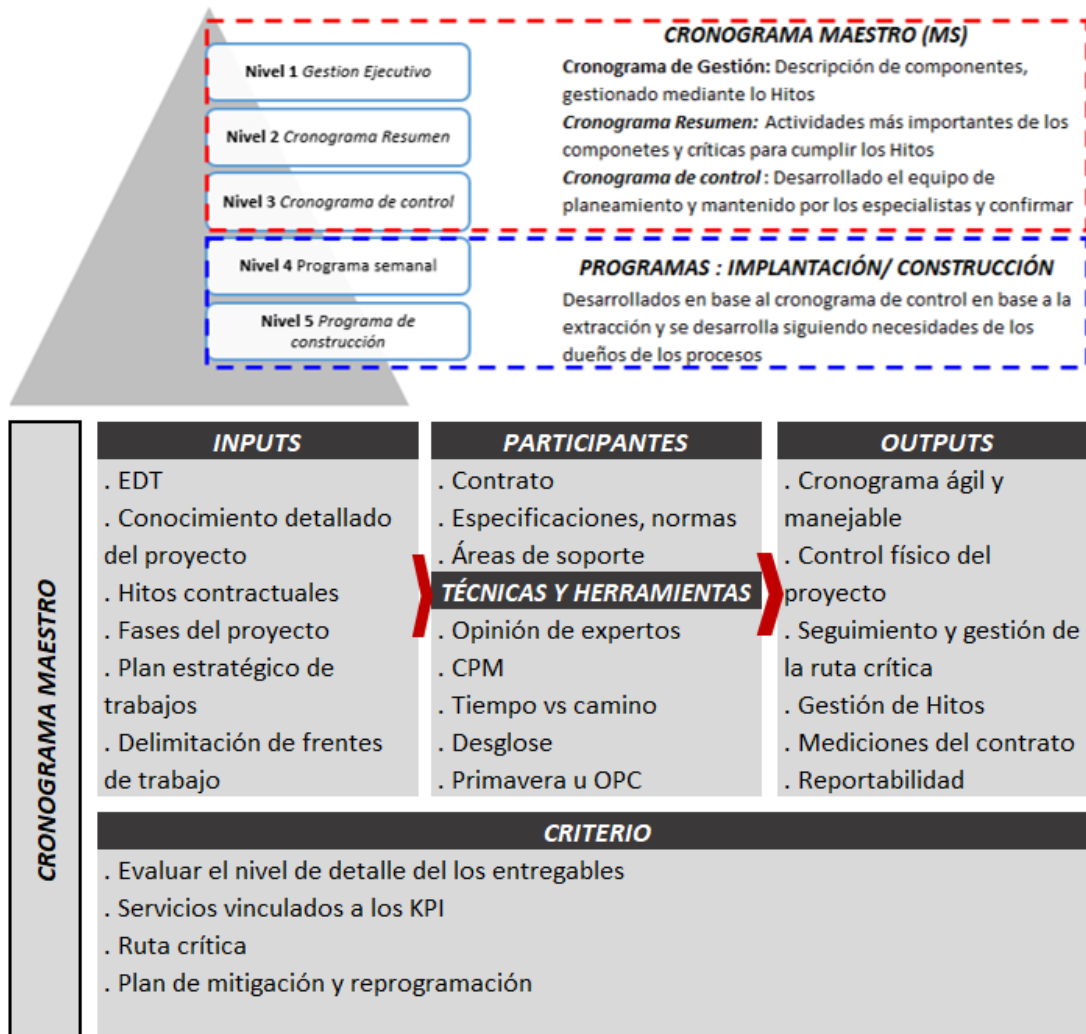 Nivel 1 Gestion Ejecutivo
Nivel 2 Cronograma Resumen
Nivel 3 Cronograma de control
Nivel 4 Programa semanal
Nivel 5 Programa de
construcción
CRONOGRAMA MAESTRO (MS)
Cronograma de Gestión: Descripción de componentes,
gestionado mediante lo Hitos
Cronograma Resumen: Actividades más importantes de los
componetes y críticas para cumplir los Hitos
Cronograma de control : Desarrollado el equipo de
planeamiento y mantenido por los especialistas y confirmar
PROGRAMAS : IMPLANTACIÓN/ CONSTRUCCIÓN
Desarrollados en base al cronograma de control en base a la
extracción y se desarrolla siguiendo necesidades de los
dueños de los procesos
CRONOGRAMA MAESTRO
INPUTS
. EDT
. Conocimiento detallado
del proyecto
. Hitos contractuales
. Fases del proyecto
. Plan estratégico de
trabajos
. Delimitación de frentes
de trabajo
PARTICIPANTES
. Contrato
. Especificaciones, normas
. Áreas de soporte
TÉCNICAS Y HERRAMIENTAS
. Opinión de expertos
. CPM
. Tiempo vs camino
. Desglose
. Primavera u OPC
OUTPUTS
. Cronograma ágil y
manejable
. Control físico del
proyecto
. Seguimiento y gestión de
la ruta crítica
. Gestión de Hitos
. Mediciones del contrato
. Reportabilidad
CRITERIO
. Evaluar el nivel de detalle del los entregables
. Servicios vinculados a los KPI
. Ruta crítica
. Plan de mitigación y reprogramación